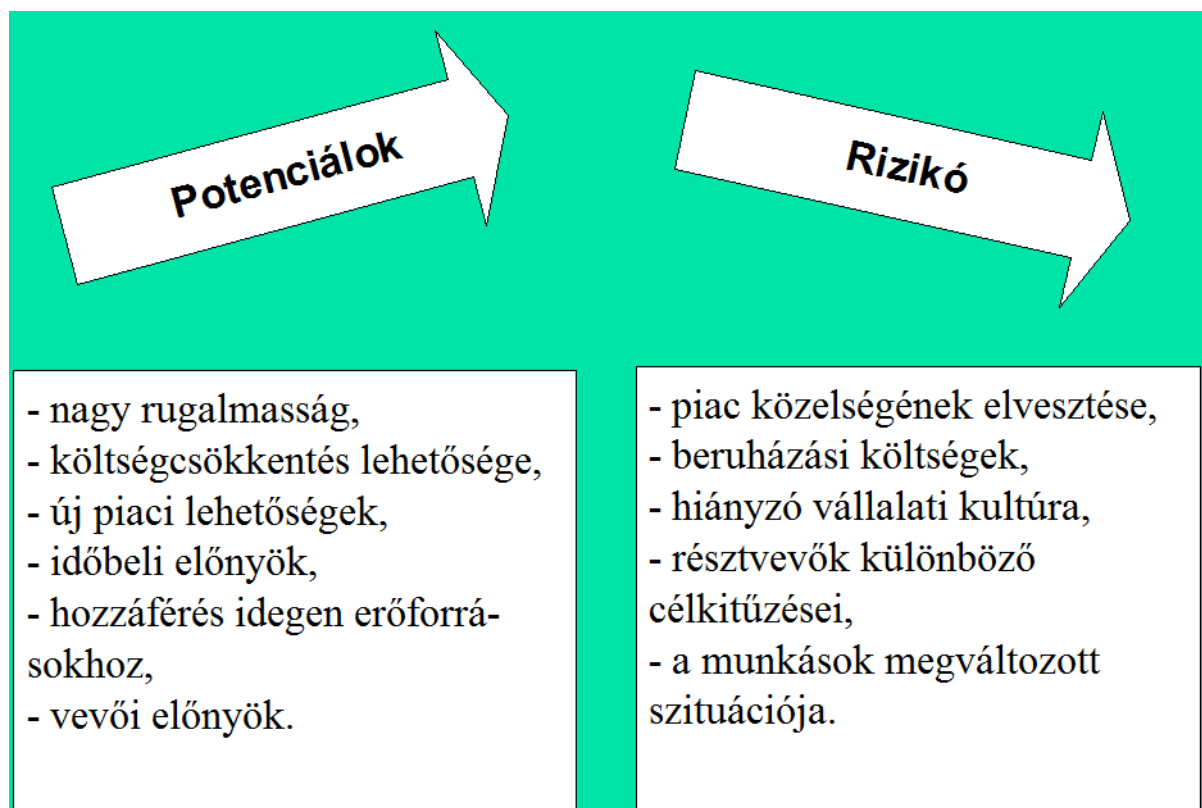 Potenciálok
- nagy rugalmasság,
- költségcsökkentés lehetősége,
- új piaci lehetőségek,
- időbeli előnyök,
- hozzáférés idegen erőforrá-
sokhoz,
- vevői előnyök.
Rizikó
- piac közelségének elvesztése,
- beruházási költségek,
- hiányzó vállalati kultúra,
- résztvevők különböző
célkitűzései,
- a munkások megváltozott
szituációja.